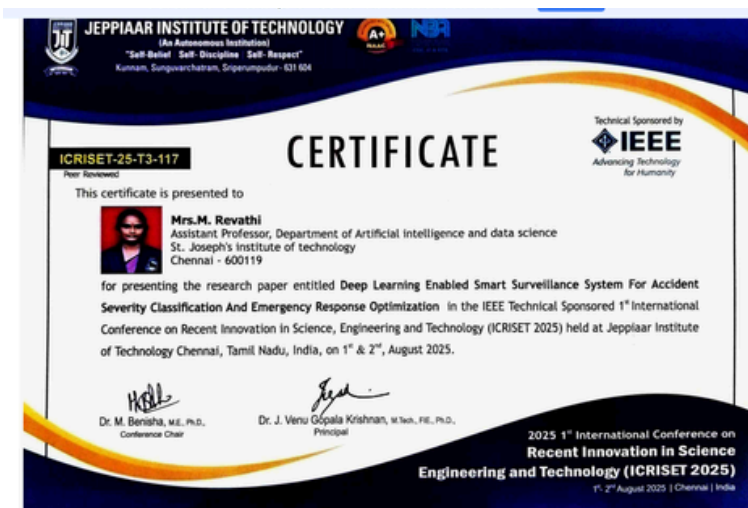 JEPPIAAR INSTITUTE OF TECHNOLOGY
(An Autonomous Institution)
"Self-Belief Self- Discipline Self- Respect"
Kunnam, Sunguvarchatram, Sriperumpudur- 631 604
JIT
A+
NAAC
Technical Sponsored by
IEEE
Advancing Technology
for Humanity
CERTIFICATE
ICRISET-25-T3-117
Peer Reviewed
This certificate is presented to
Mrs.M. Revathi
Assistant Professor, Department of Artificial intelligence and data science
St. Joseph's institute of technology
Chennai - 600119
for presenting the research paper entitled Deep Learning Enabled Smart Surveillance System For Accident
Severity Classification And Emergency Response Optimization in the IEEE Technical Sponsored 1st International
Conference on Recent Innovation in Science, Engineering and Technology (ICRISET 2025) held at Jeppiaar Institute
of Technology Chennai, Tamil Nadu, India, on 1st & 2nd, August 2025.
Dr. M. Benisha, M.E., Ph.D.,
Conference Chair
Dr. J. Venu Gopala Krishnan, M.Tech., FIE., Ph.D.,
Principal
2025 1st International Conference on
Recent Innovation in Science
Engineering and Technology (ICRISET 2025)
1st- 2nd August 2025 | Chennai | India